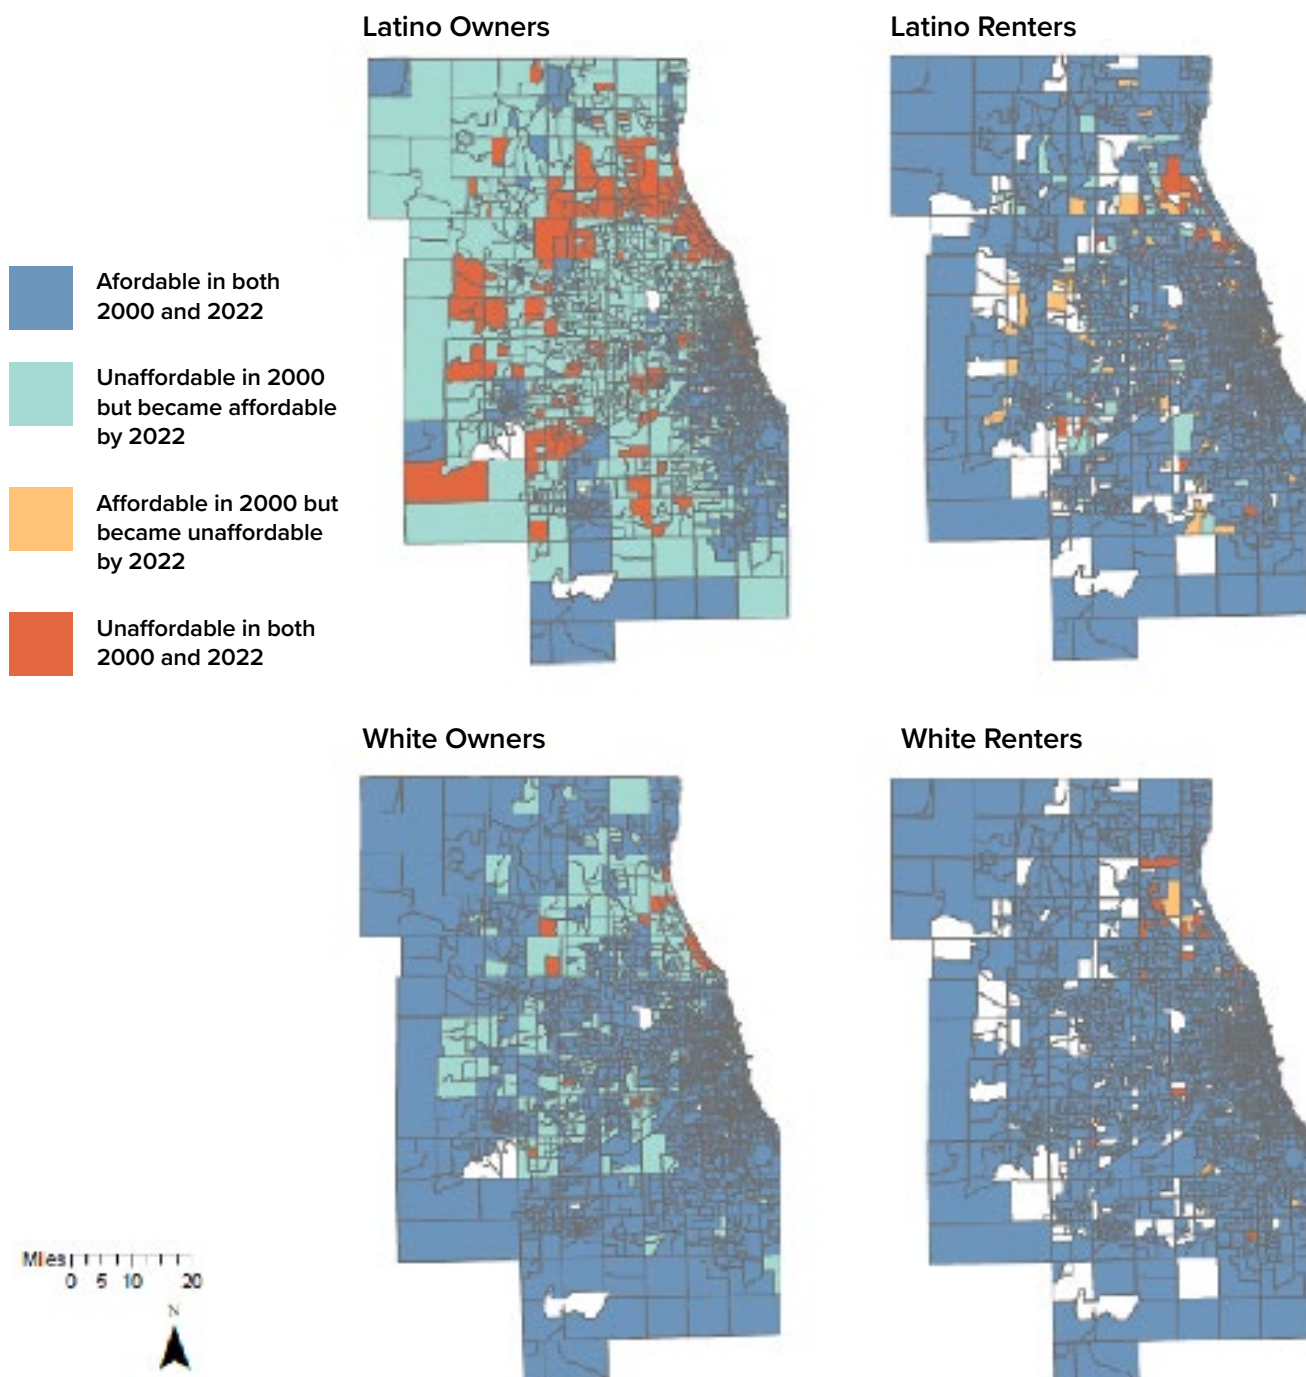 Latino Owners
Latino Renters
Afordable in both
2000 and 2022
Unaffordable in 2000
but became affordable
by 2022
Affordable in 2000 but
became unaffordable
by 2022
Unaffordable in both
2000 and 2022
White Owners
White Renters
Miles
0 5 10 20
N